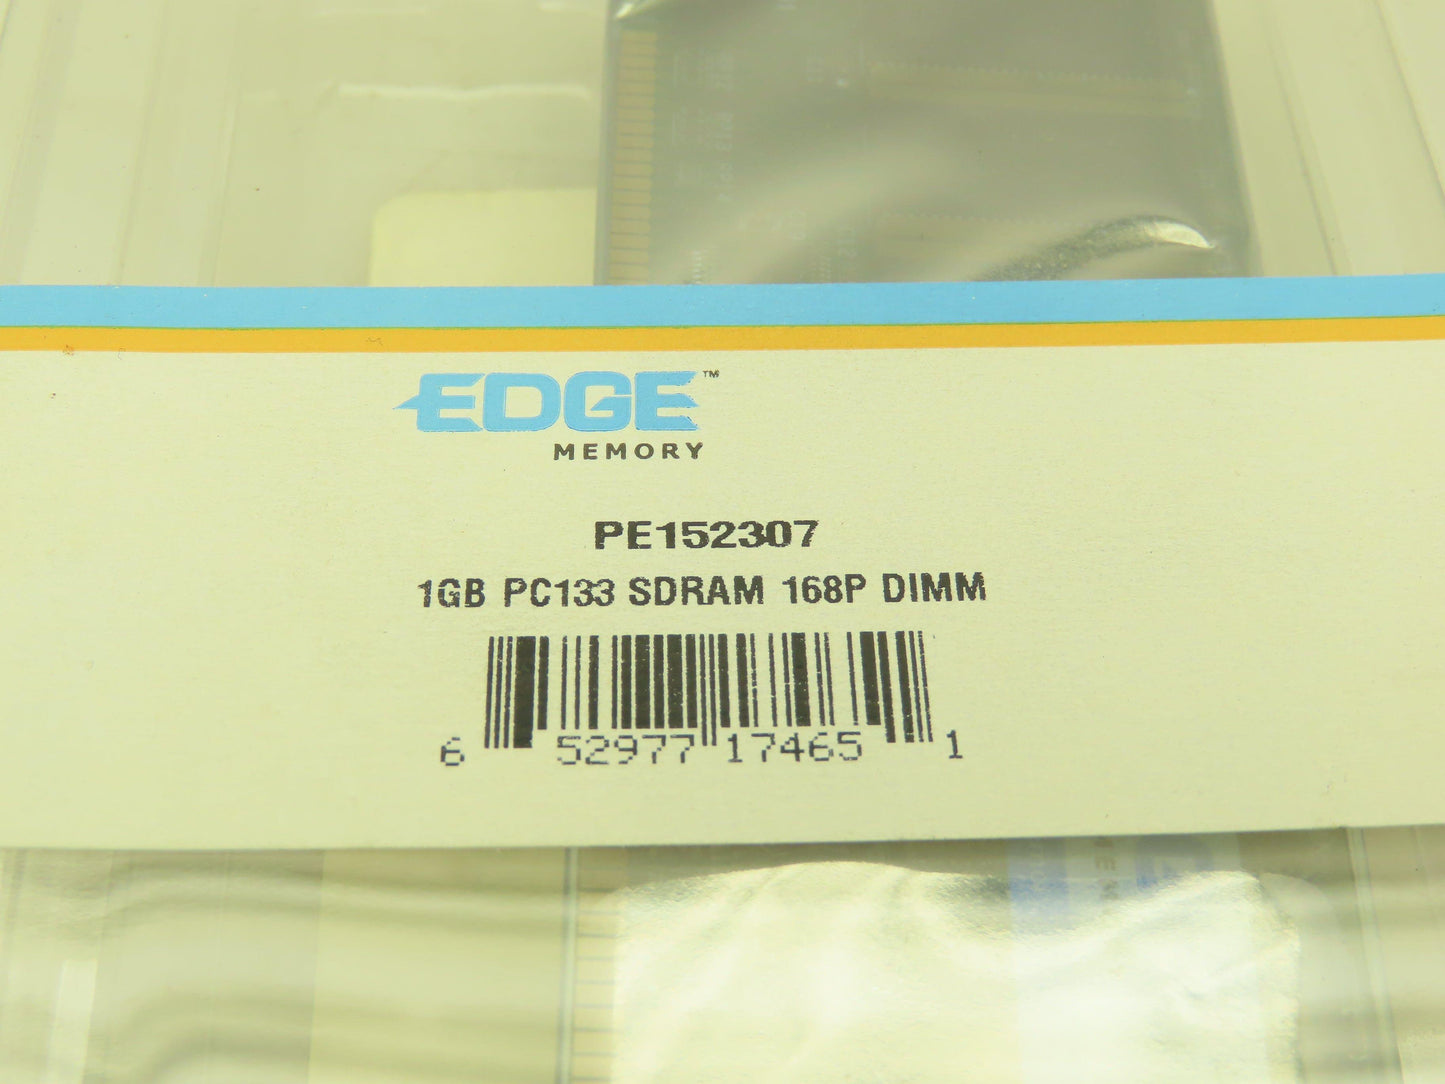 EDGE™
MEMORY
PE152307
1GB PC133 SDRAM 168P DIMM
6 52977 17465 1